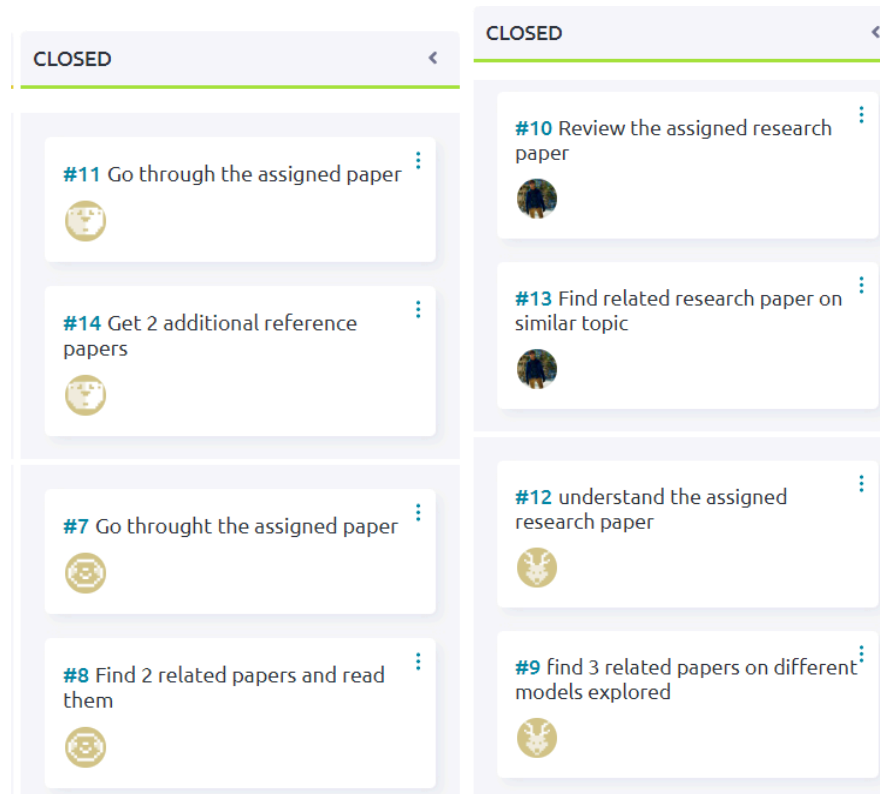 CLOSED
#11 Go through the assigned paper
#14 Get 2 additional reference
papers
#7 Go throught the assigned paper
#8 Find 2 related papers and read
them
CLOSED
#10 Review the assigned research
paper
#13 Find related research paper on
similar topic
#12 understand the assigned
research paper
#9 find 3 related papers on different
models explored